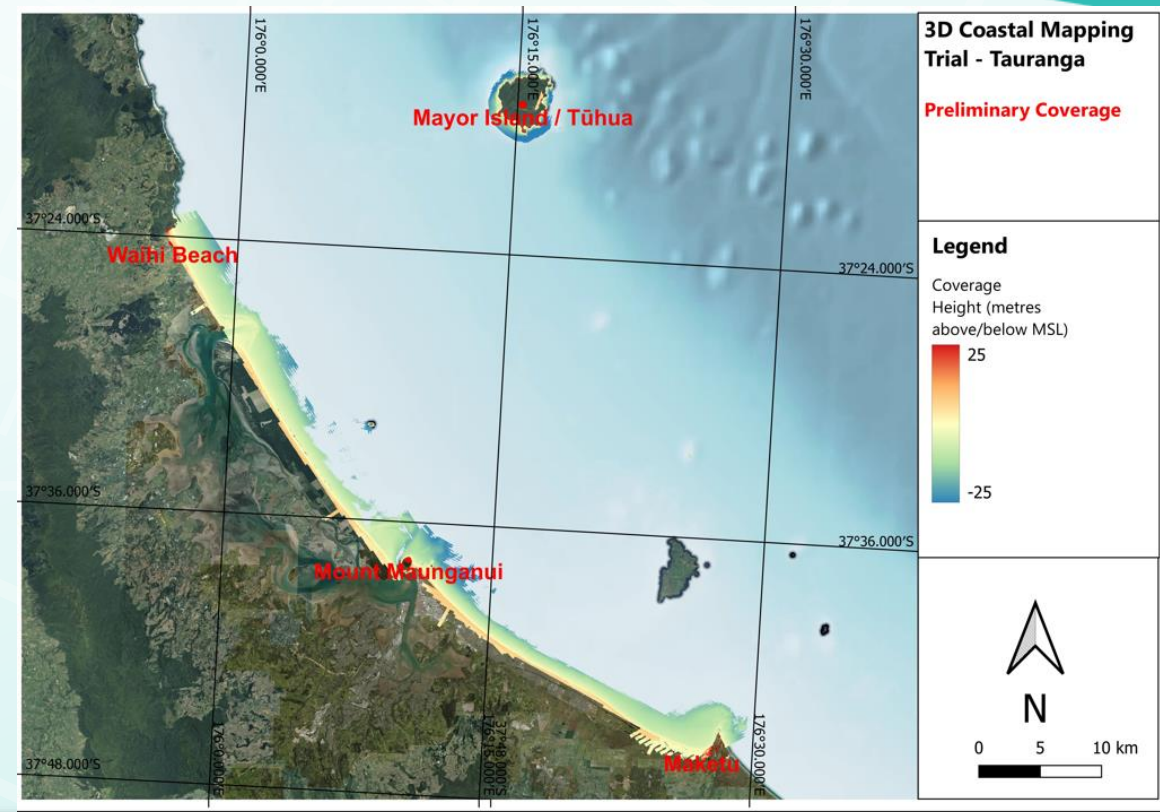 3D Coastal Mapping
Trial - Tauranga
Preliminary Coverage
176°0.000'E
176°15.000'E
176°30.000'E
Mayor Island / Tūhua
37°24.000'S
Waihi Beach
37°24.000'S
Legend
Coverage
Height (metres
above/below MSL)
25
-25
37°36.000'S
37°36.000'S
Mount Maunganui
N
0 5 10 km
176°0.000'E
176°15.000'E
37°48.000'S
176°30.000'E
Maketu
37°48.000'S